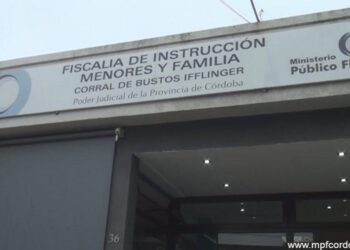 FISCALIA DE INSTRUCCIÓN
MENORES Y FAMILIA
CORRAL DE BUSTOS IFFLINGER
Poder Judicial de la Provincia de Córdoba
Ministerio
Público F
36
www.mpfcord